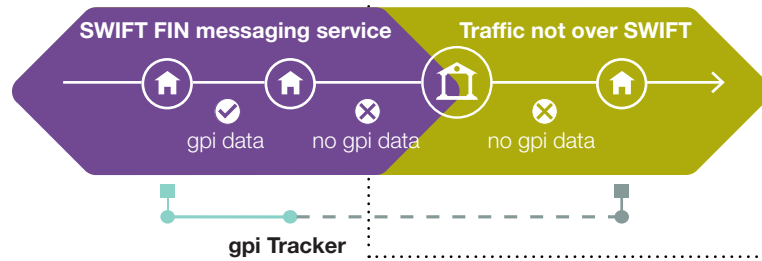 SWIFT FIN messaging service
Traffic not over SWIFT
gpi data
no gpi data
no gpi data
gpi Tracker